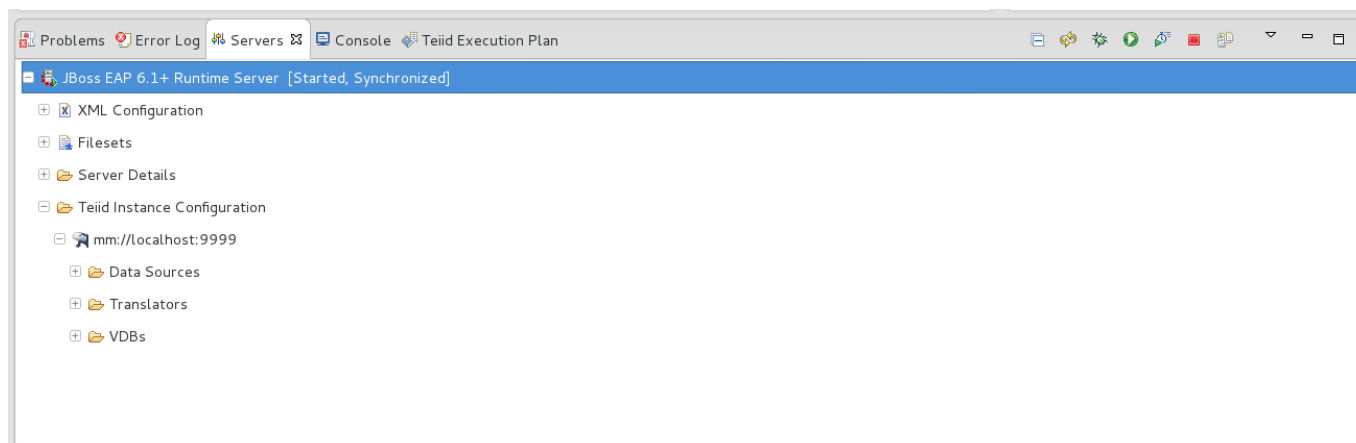 Problems Error Log Servers Console Teiid Execution Plan
JBoss EAP 6.1+ Runtime Server [Started, Synchronized]
XML Configuration
Filesets
Server Details
Teiid Instance Configuration
mm://localhost:9999
Data Sources
Translators
VDBs